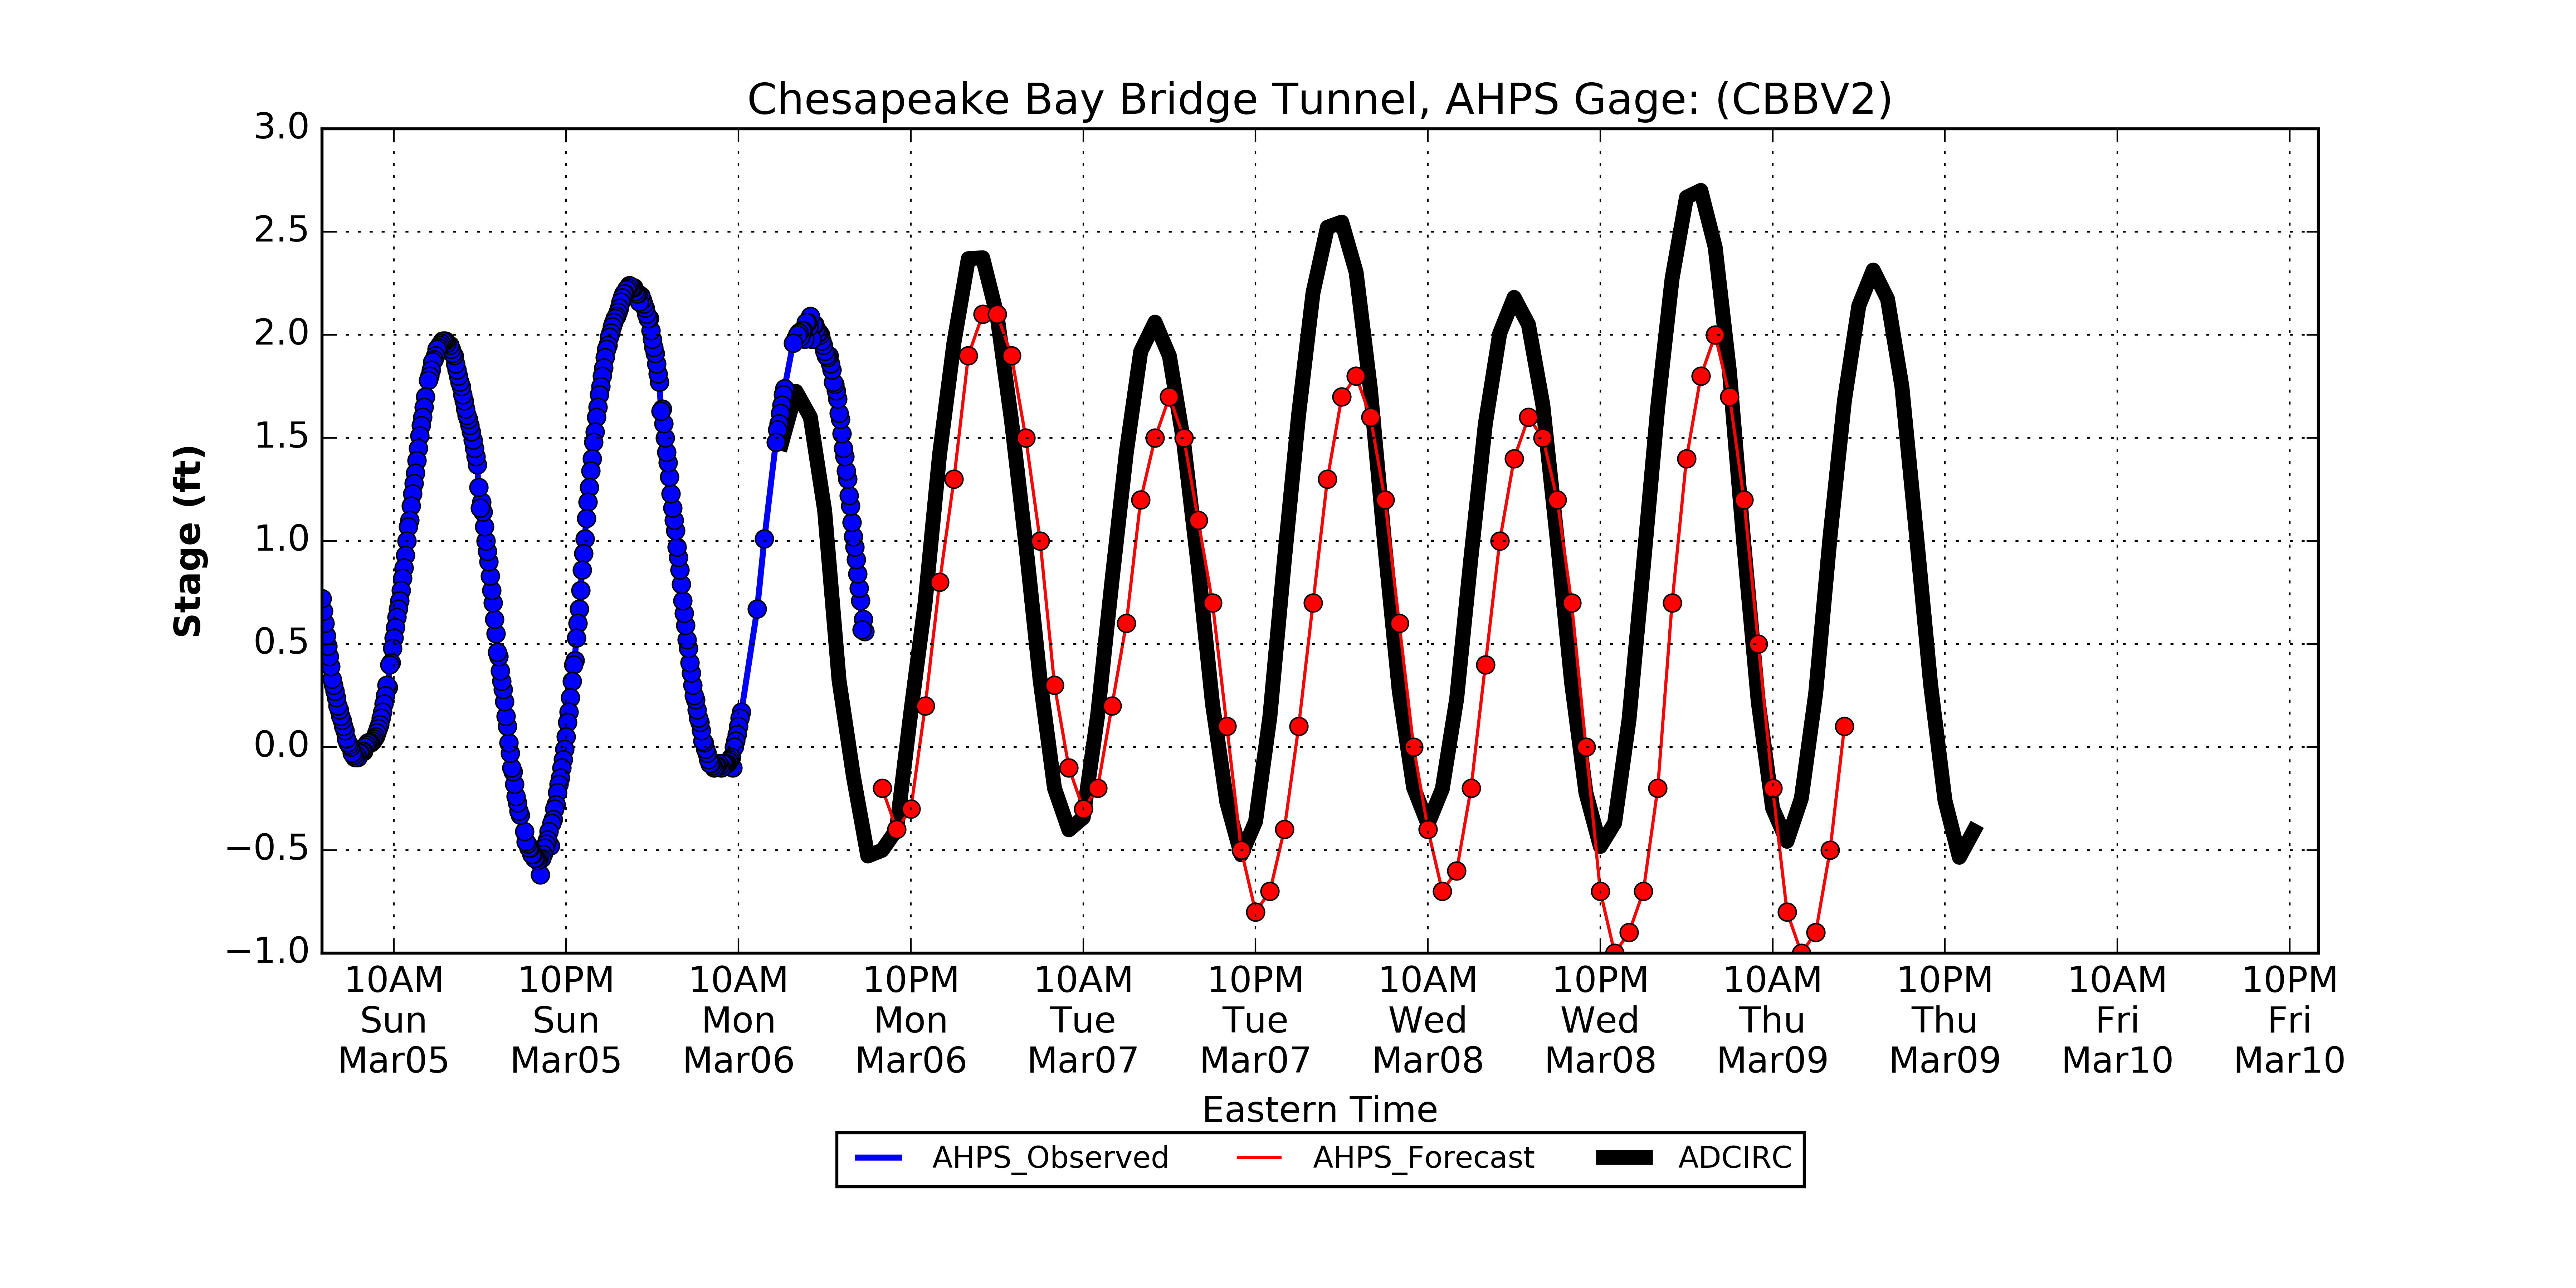 Chesapeake Bay Bridge Tunnel, AHPS Gage: (CBBV2)
3.0
2.5
2.0
1.5
1.0
0.5
0.0
−0.5
−1.0
Stage (ft)
10AM 10PM 10AM 10PM 10AM 10PM 10AM 10PM 10AM 10PM 10AM 10PM
Sun Sun Mon Mon Tue Tue Wed Wed Thu Thu Fri Fri
Mar05 Mar05 Mar06 Mar06 Mar07 Mar07 Mar08 Mar08 Mar09 Mar09 Mar10 Mar10
Eastern Time
AHPS_Observed AHPS_Forecast ADCIRC